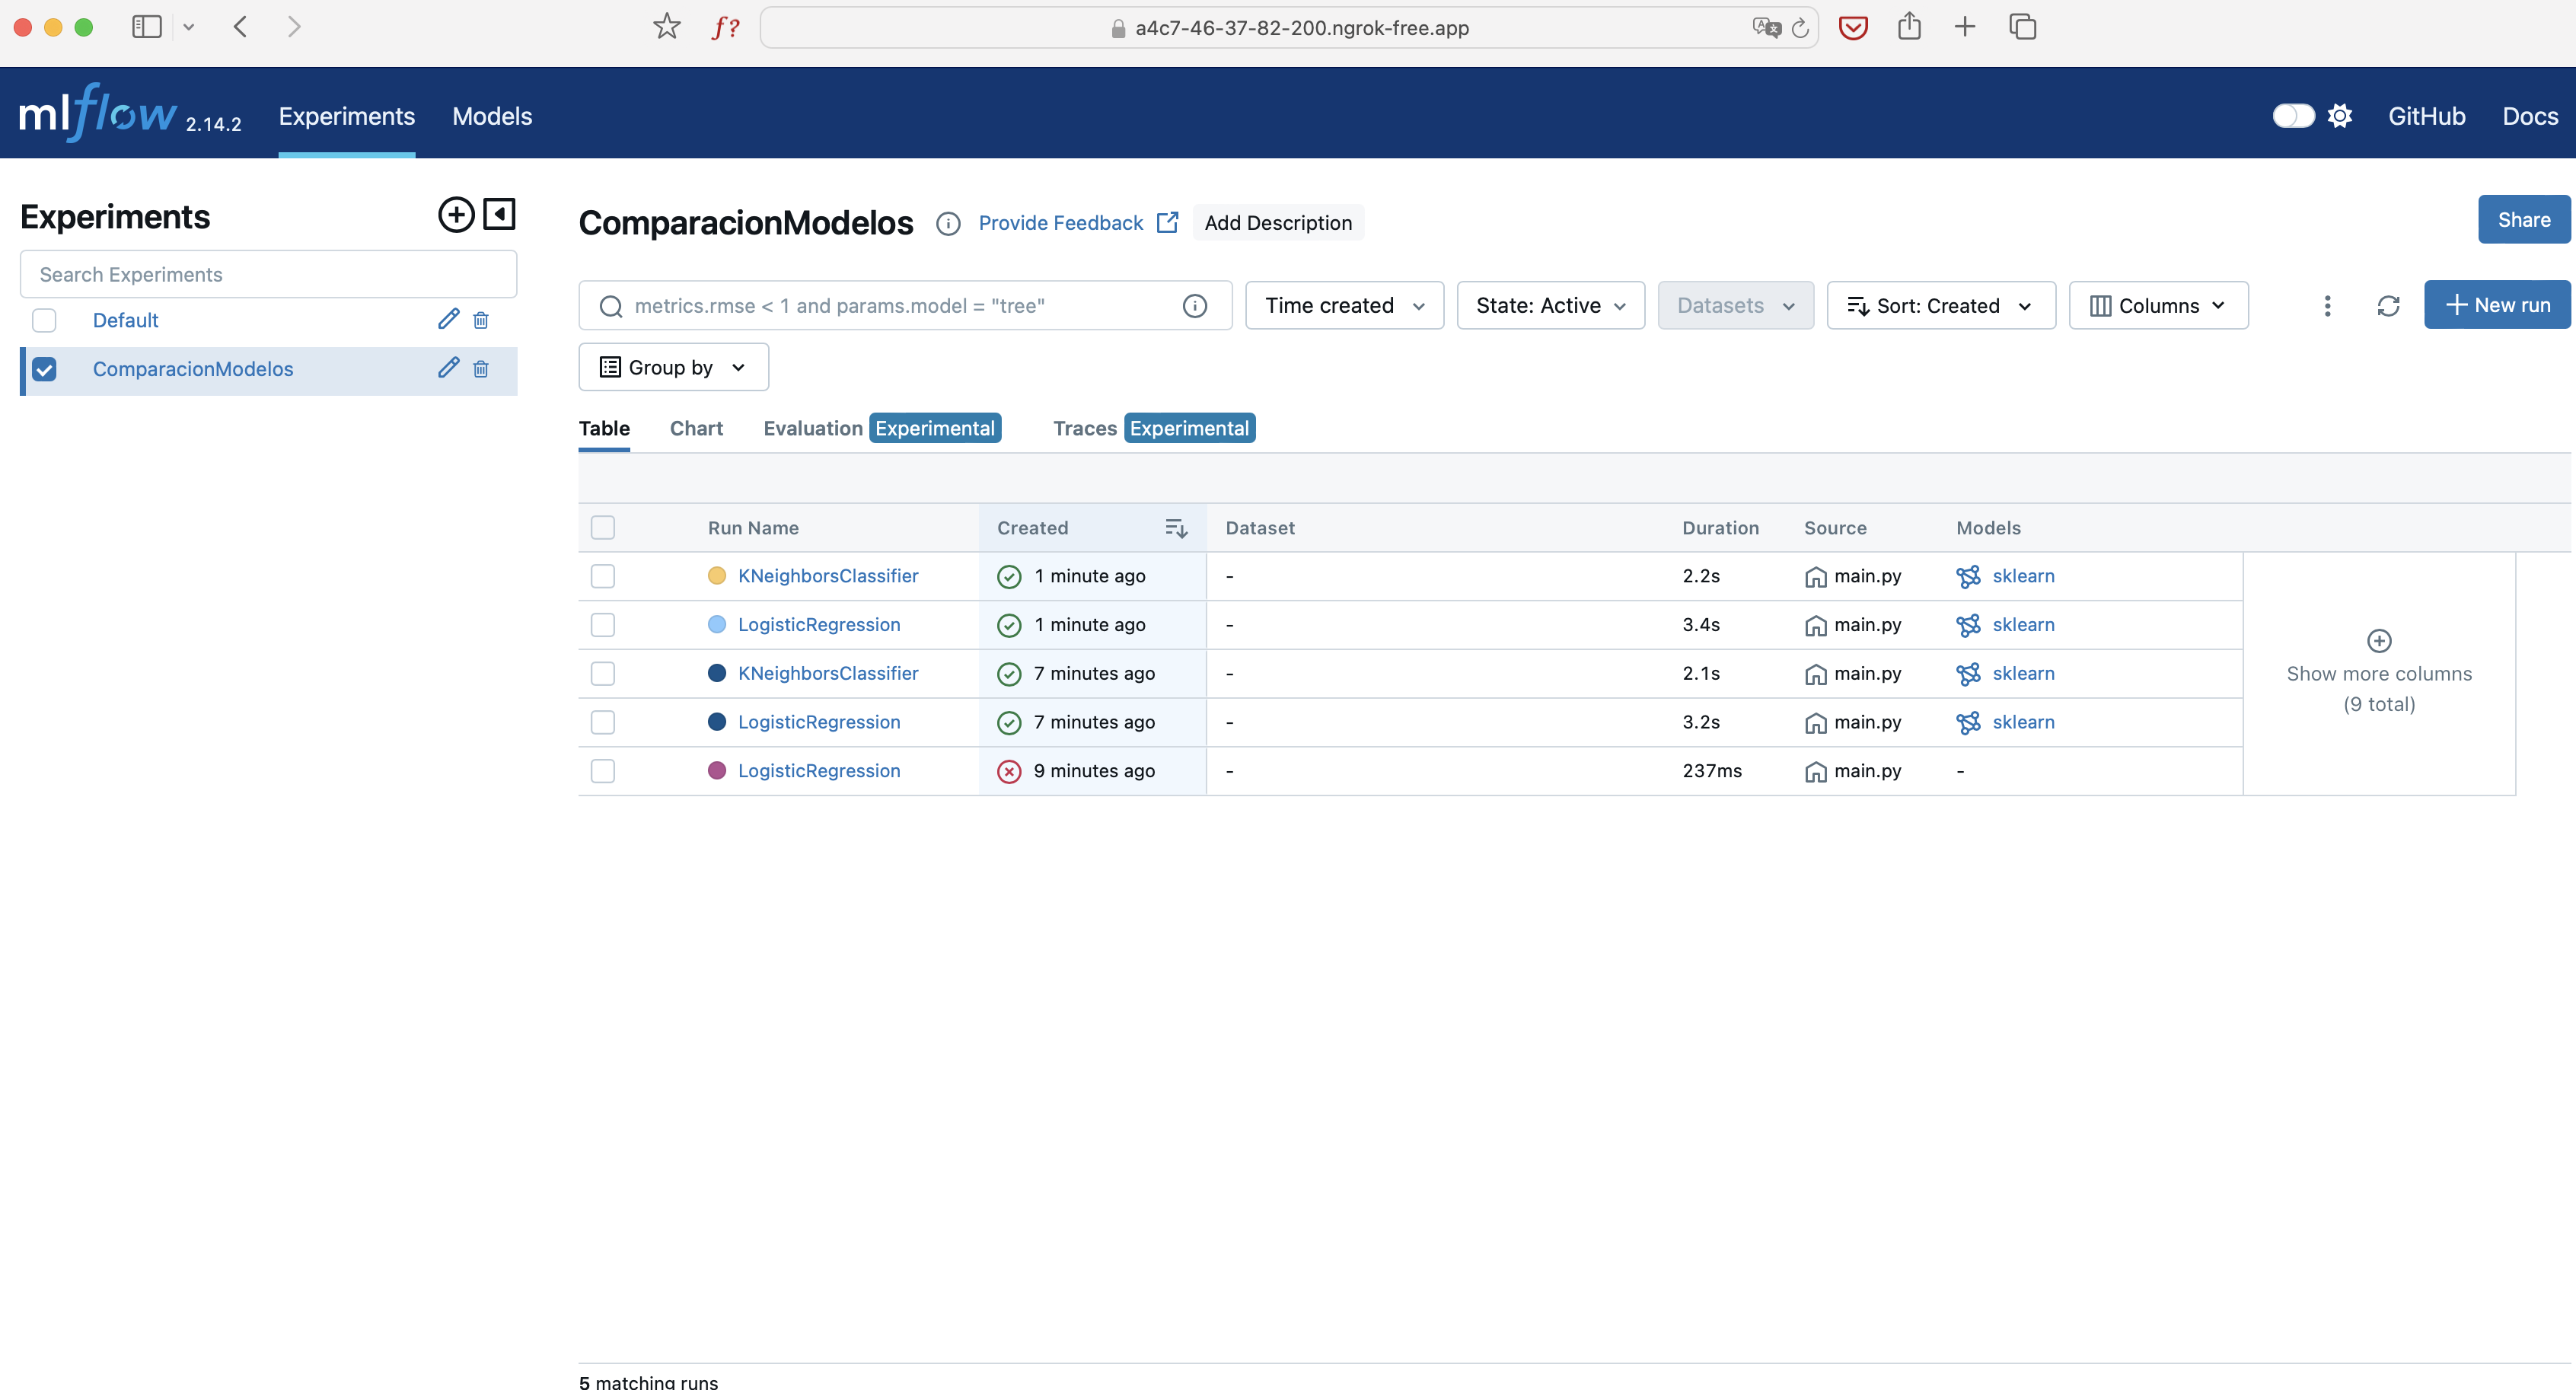 a4c7-46-37-82-200.ngrok-free.app
mlflow 2.14.2 Experiments Models GitHub Docs
Experiments
Search Experiments
Default
ComparacionModelos
ComparacionModelos Provide Feedback Add Description Share
metrics.rmse < 1 and params.model = "tree" Time created State: Active Datasets Sort: Created Columns New run
Group by
Table Chart Evaluation Experimental Traces Experimental
Run Name Created Dataset Duration Source Models
KNeighborsClassifier 1 minute ago - 2.2s main.py sklearn
LogisticRegression 1 minute ago - 3.4s main.py sklearn
KNeighborsClassifier 7 minutes ago - 2.1s main.py sklearn
LogisticRegression 7 minutes ago - 3.2s main.py sklearn
LogisticRegression 9 minutes ago - 237ms main.py -
Show more columns
(9 total)
5 matching runs